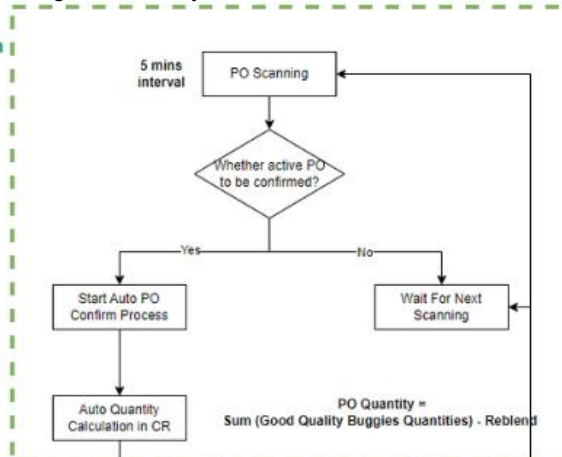 5 mins
interval
PO Scanning
Whether active PO
to be confirmed?
Yes
No
Start Auto PO
Confirm Process
Wait For Next
Scanning
Auto Quantity
Calculation in CR
PO Quantity =
Sum (Good Quality Buggies Quantities) - Reblend